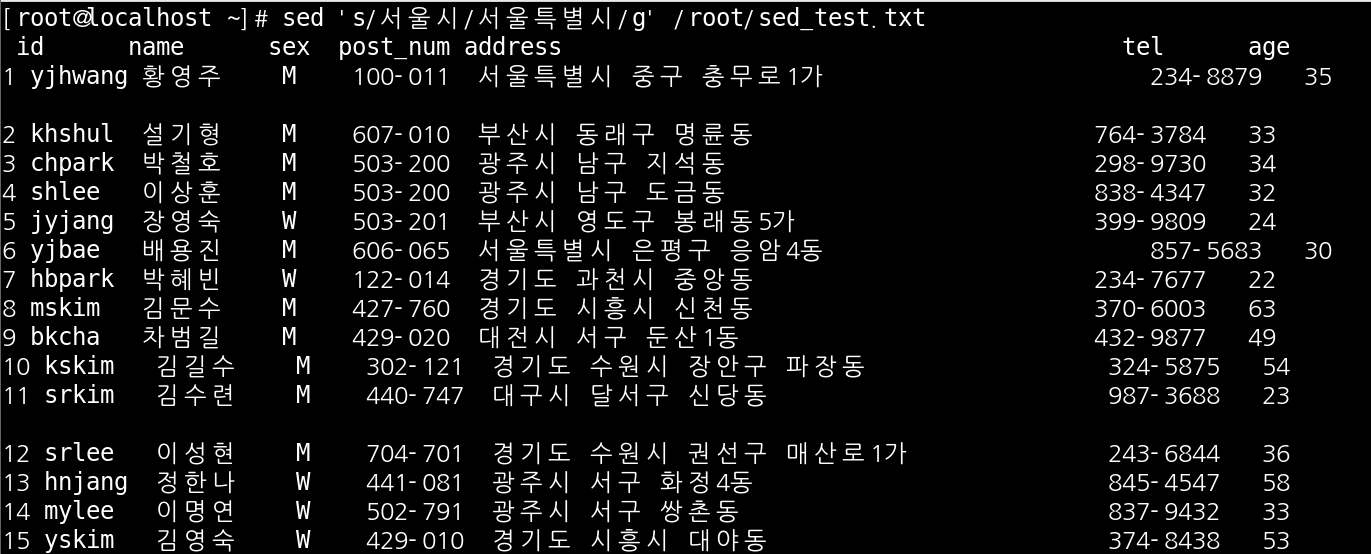 [root@localhost ~]# sed 's/서울시/서울특별시/g' /root/sed_test.txt
id name sex post_num address tel age
1 yjhwang 황영주 M 100-011 서울특별시 중구 충무로1가 234-8879 35
2 khshul 설기형 M 607-010 부산시 동래구 명륜동 764-3784 33
3 chpark 박철호 M 503-200 광주시 남구 지석동 298-9730 34
4 shlee 이상훈 M 503-200 광주시 남구 도금동 838-4347 32
5 jyjang 장영숙 W 503-201 부산시 영도구 봉래동5가 399-9809 24
6 yjbae 배용진 M 606-065 서울특별시 은평구 응암4동 857-5683 30
7 hbpark 박혜빈 W 122-014 경기도 과천시 중앙동 234-7677 22
8 mskim 김문수 M 427-760 경기도 시흥시 신천동 370-6003 63
9 bkcha 차범길 M 429-020 대전시 서구 둔산1동 432-9877 49
10 kskim 김길수 M 302-121 경기도 수원시 장안구 파장동 324-5875 54
11 srkim 김수련 M 440-747 대구시 달서구 신당동 987-3688 23
12 srlee 이성현 M 704-701 경기도 수원시 권선구 매산로1가 243-6844 36
13 hnjang 정한나 W 441-081 광주시 서구 화정4동 845-4547 58
14 mylee 이명연 W 502-791 광주시 서구 쌍촌동 837-9432 33
15 yskim 김영숙 W 429-010 경기도 시흥시 대야동 374-8438 53